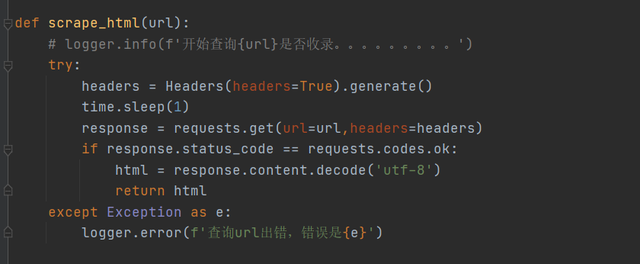 def scrape_html(url):
    # logger.info(f'开始查询{url}是否收录。。。。。。。。。')
    try:
        headers = Headers(headers=True).generate()
        time.sleep(1)
        response = requests.get(url=url,headers=headers)
        if response.status_code == requests.codes.ok:
            html = response.content.decode('utf-8')
            return html
    except Exception as e:
        logger.error(f'查询url出错，错误是{e}')